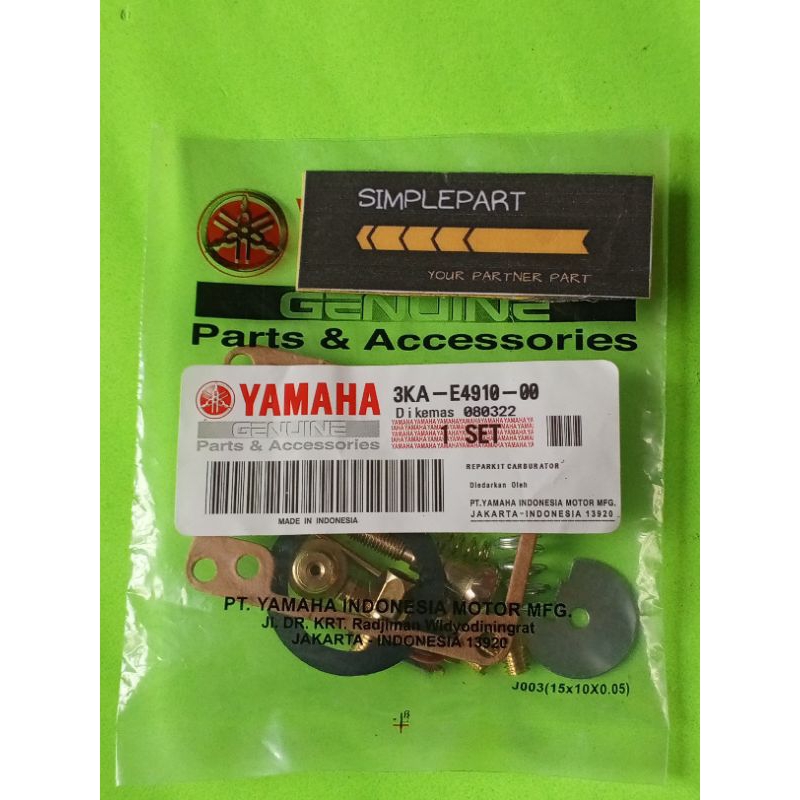 SIMPLEPART
YOUR PARTNER PART
GENUINE
Parts & Accessories
YAMAHA
GENUINE
Parts & Accessories
3KA-E4910-00
Dikemas 080322
1 SET
MADE IN INDONESIA
REPARKIT CARBURATOR
Diedarkan Oleh
PT.YAMAHA INDONESIA MOTOR MFG.
JAKARTA-INDONESIA 13920
PT. YAMAHA INDONESIA MOTOR MFG.
Jl. DR. KRT. Radjiman Widyodiningrat
JAKARTA - INDONESIA 13920
J003(15x10X0.05)